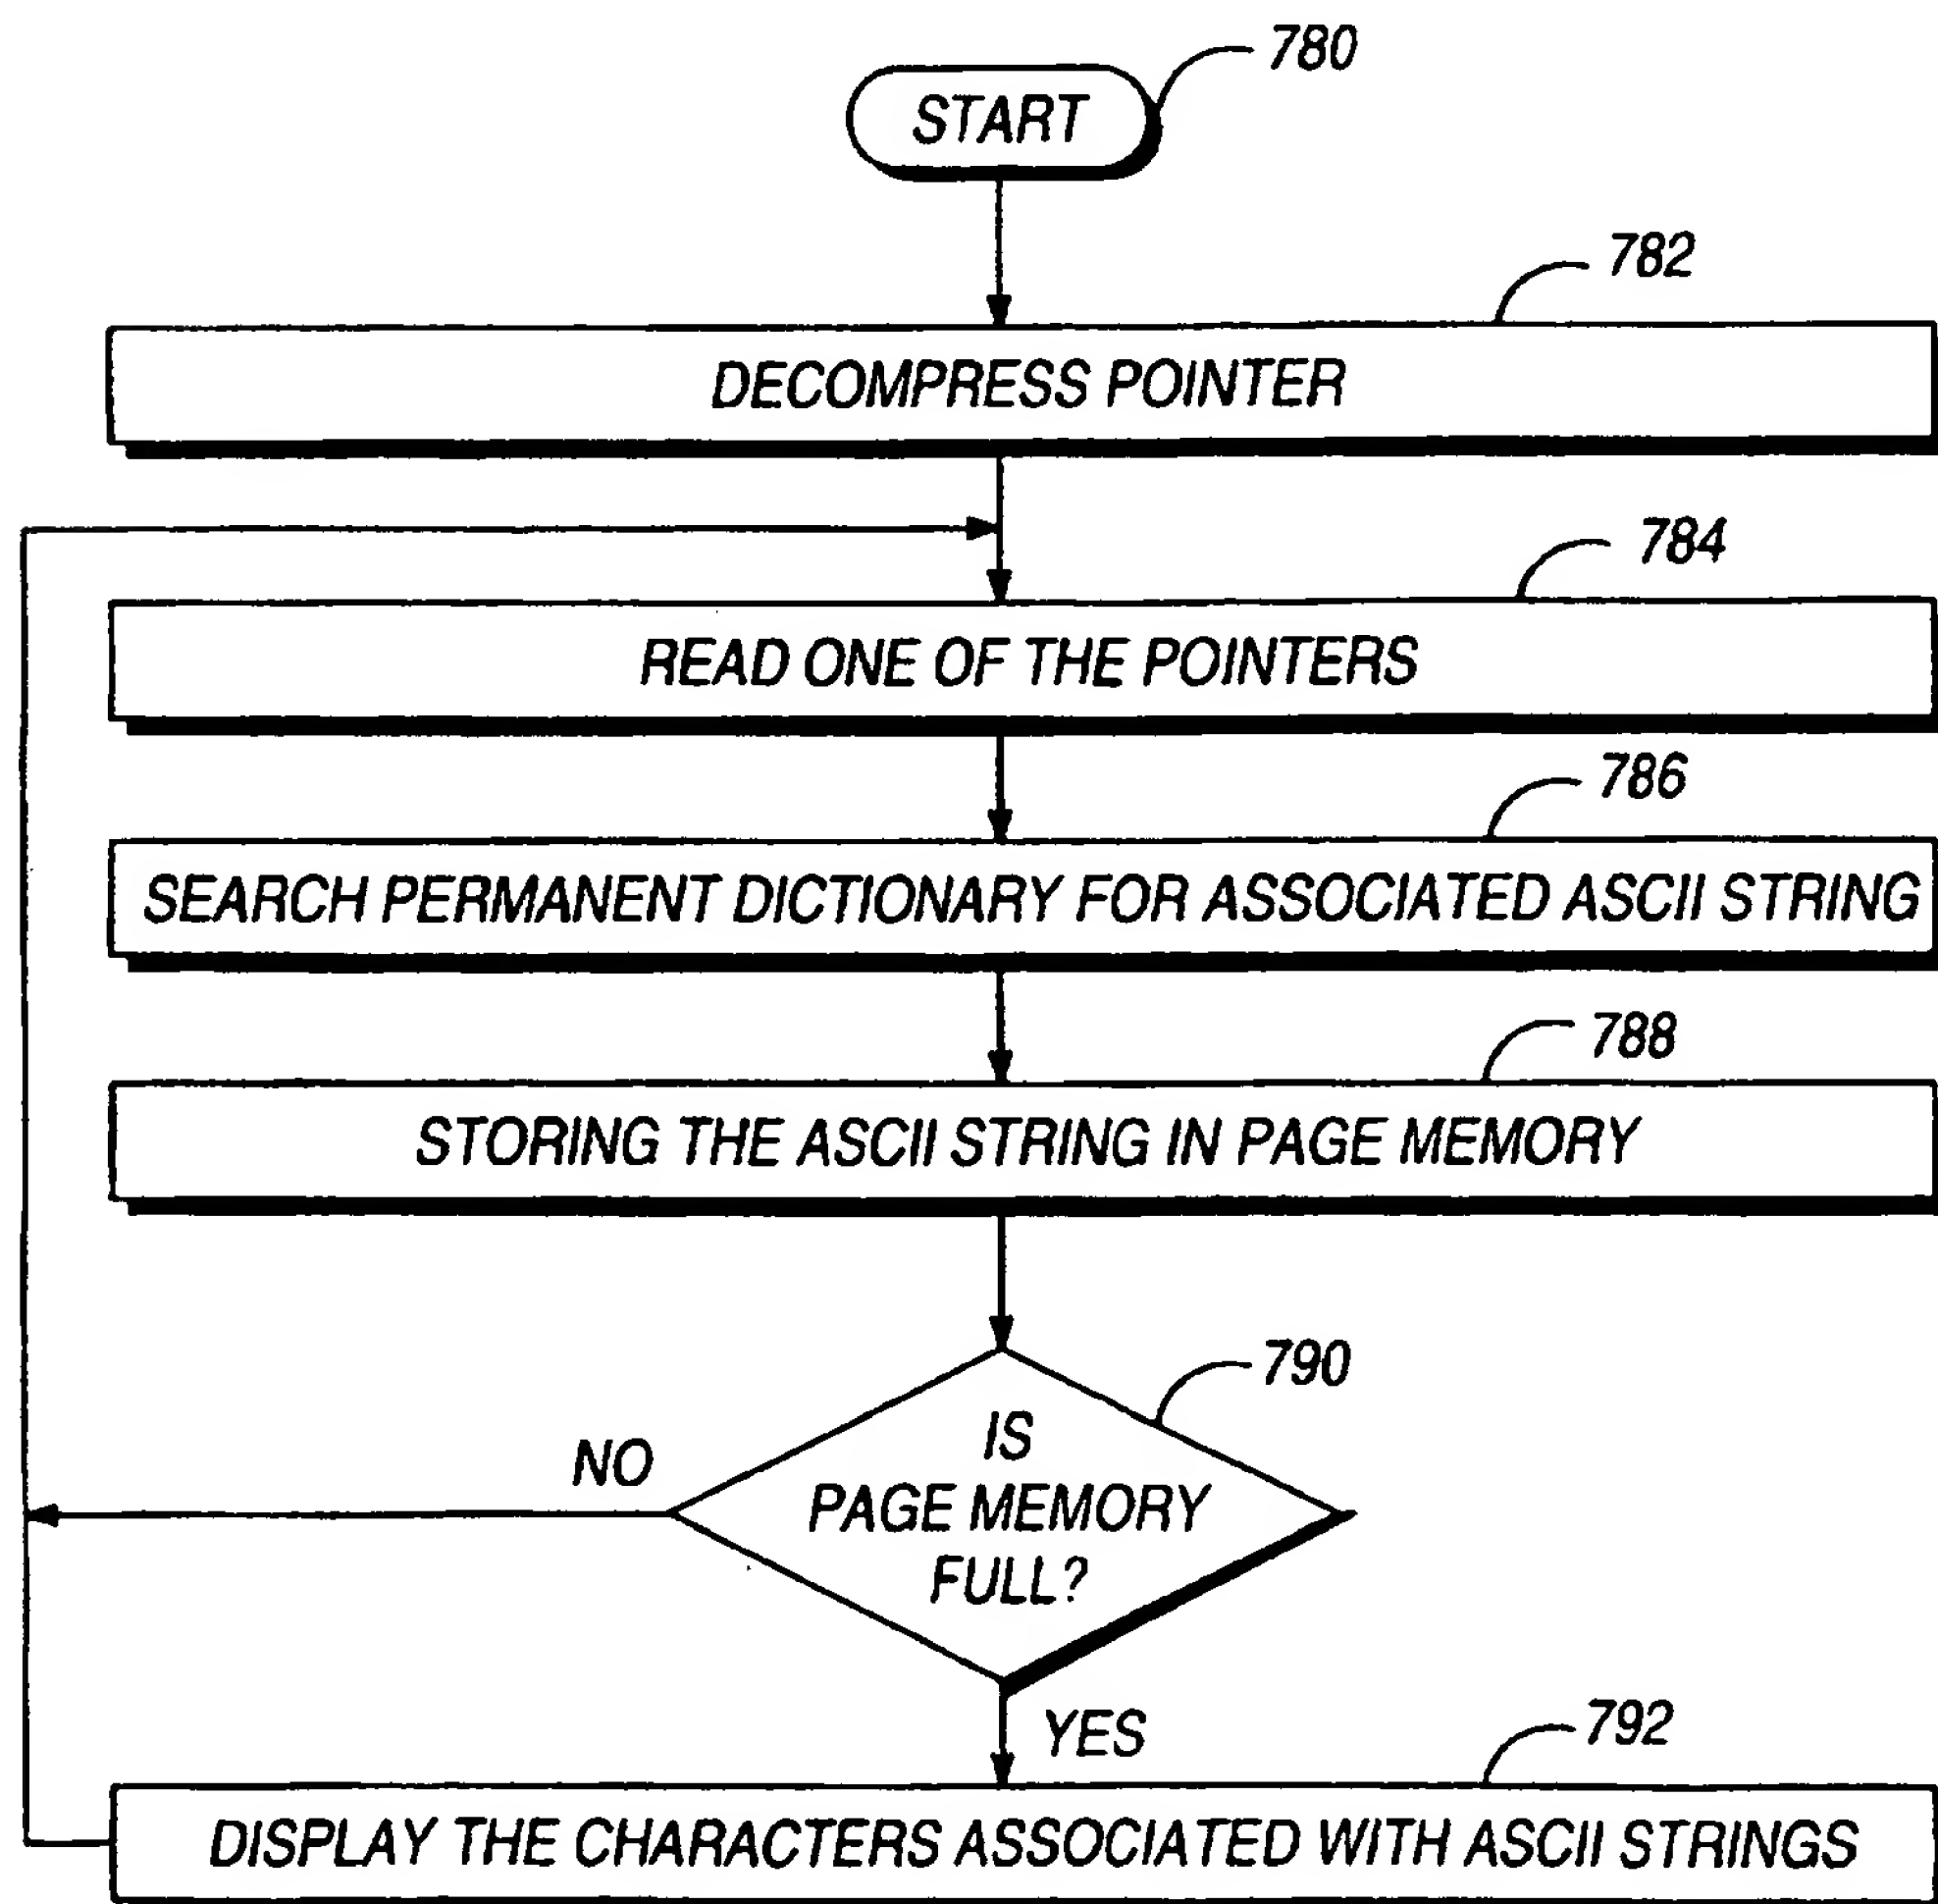 780
START
782
DECOMPRESS POINTER
784
READ ONE OF THE POINTERS
786
SEARCH PERMANENT DICTIONARY FOR ASSOCIATED ASCII STRING
788
STORING THE ASCII STRING IN PAGE MEMORY
790
IS
PAGE MEMORY
FULL?
NO
YES
792
DISPLAY THE CHARACTERS ASSOCIATED WITH ASCII STRINGS